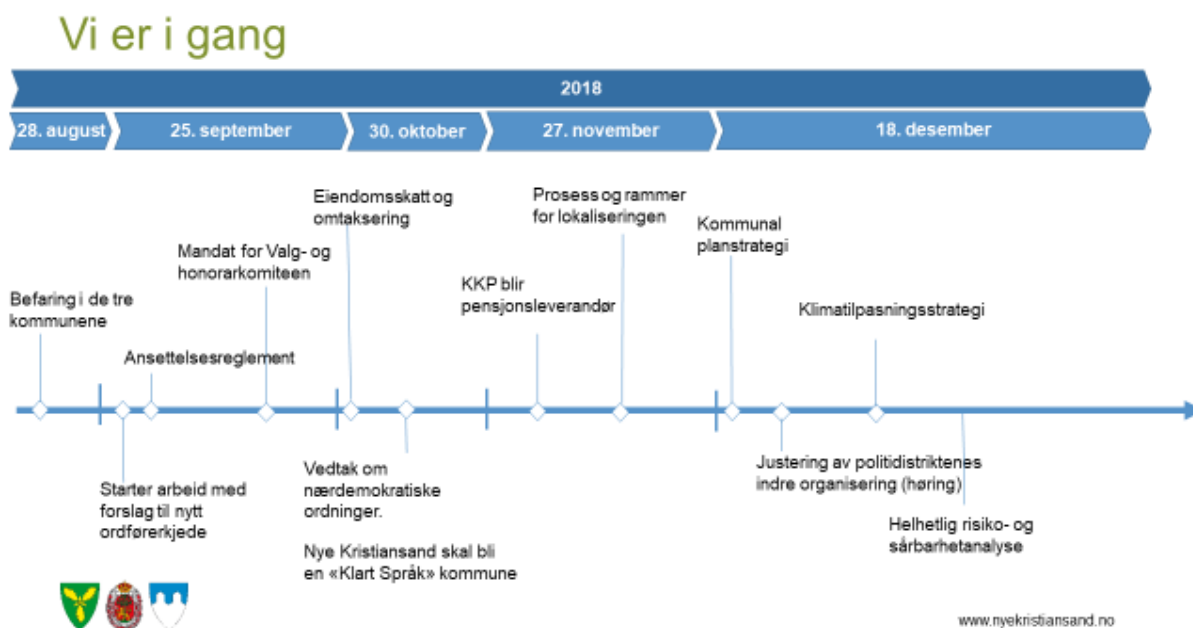 Vi er i gang
2018
28. august
25. september
30. oktober
27. november
18. desember
Eiendomsskatt og
omtaksering
Prosess og rammer
for lokaliseringen
Kommunal
planstrategi
Mandat for Valg- og
honorarkomiteen
KKP blir
pensjonsleverandør
Befaring i de tre
kommunene
Klimatilpasningsstrategi
Ansettelsesreglement
Starter arbeid med
forslag til nytt
ordførerkjede
Vedtak om
nærdemokratiske
ordninger.
Nye Kristiansand skal bli
en «Klart Språk» kommune
Justering av politidistriktenes
indre organisering (høring)
Helhetlig risiko- og
sårbarhetanalyse
www.nyekristiansand.no